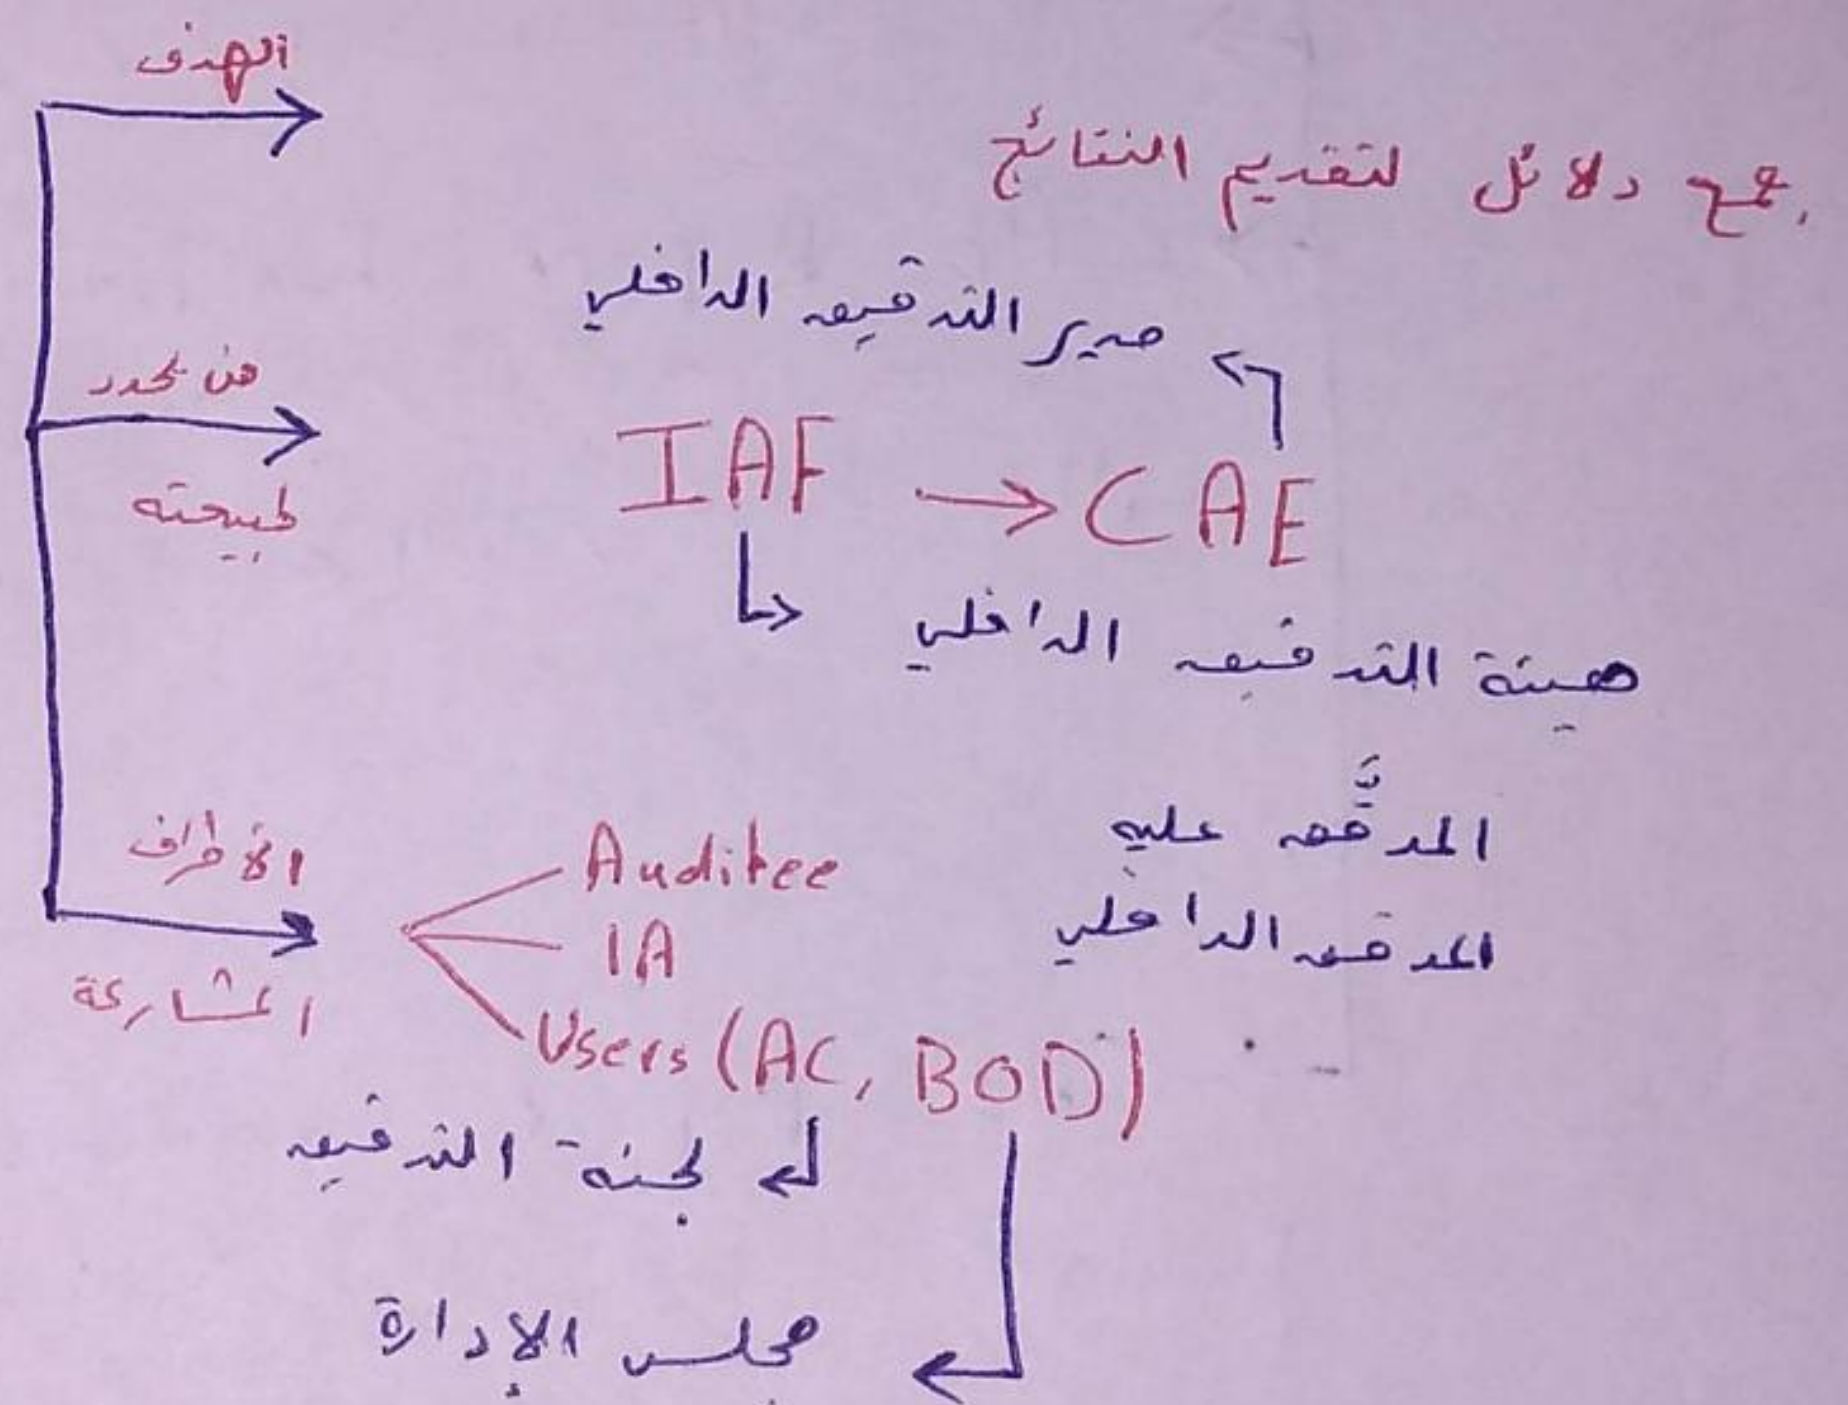 الهدف
جمع دلائل لتقديم النتائج
مدير التدقيق الداخلي
من يحدد
طبيعته
IAF → CAE
هيئة التدقيق الداخلي
الأطراف
المشاركة
Auditee
المدقَّق عليه
IA
المدقق الداخلي
Users (AC, BOD)
لجنة التدقيق
مجلس الإدارة